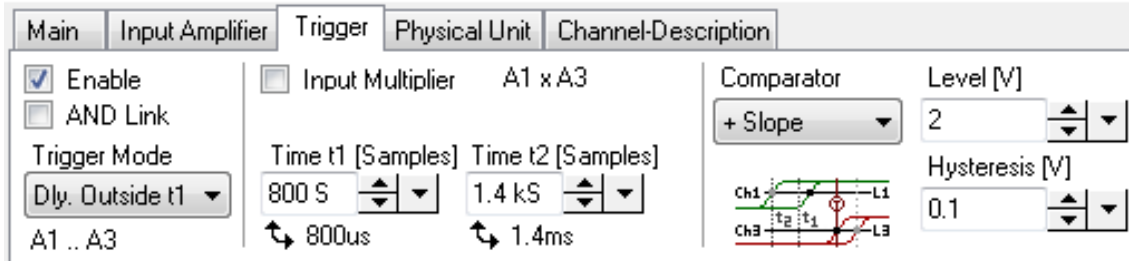 Main Input Amplifier Trigger Physical Unit Channel-Description
Enable
AND Link
Trigger Mode
Dly. Outside t1
A1 .. A3
Input Multiplier A1 x A3
Time t1 [Samples] Time t2 [Samples]
800 S 1.4 kS
800us 1.4ms
Comparator
+ Slope
Ch1 L1
t2 t1
T
Ch3 L3
Level [V]
2
Hysteresis [V]
0.1